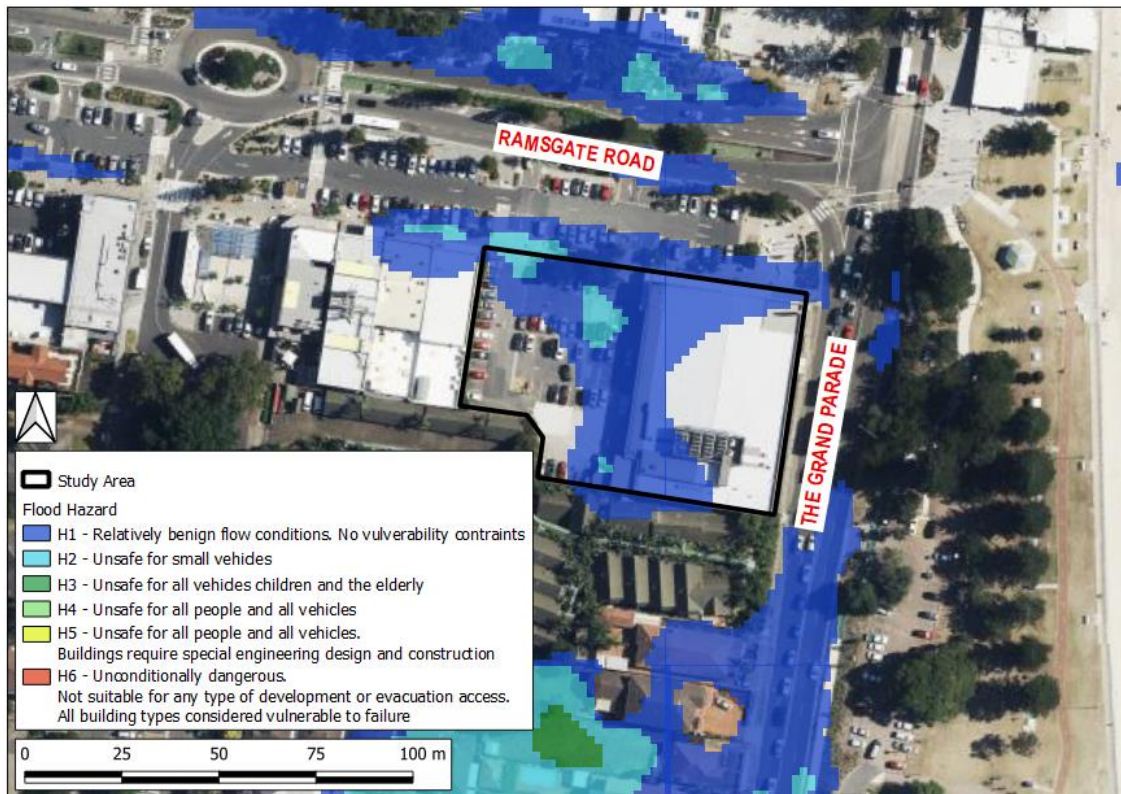 RAMSGATE ROAD
THE GRAND PARADE
Study Area
Flood Hazard
H1 - Relatively benign flow conditions. No vulverbility contraints
H2 - Unsafe for small vehicles
H3 - Unsafe for all vehicles children and the elderly
H4 - Unsafe for all people and all vehicles
H5 - Unsafe for all people and all vehicles.
Buildings require special engineering design and construction
H6 - Unconditionally dangerous.
Not suitable for any type of development or evacuation access.
All building types considered vulnerable to failure
0 25 50 75 100 m